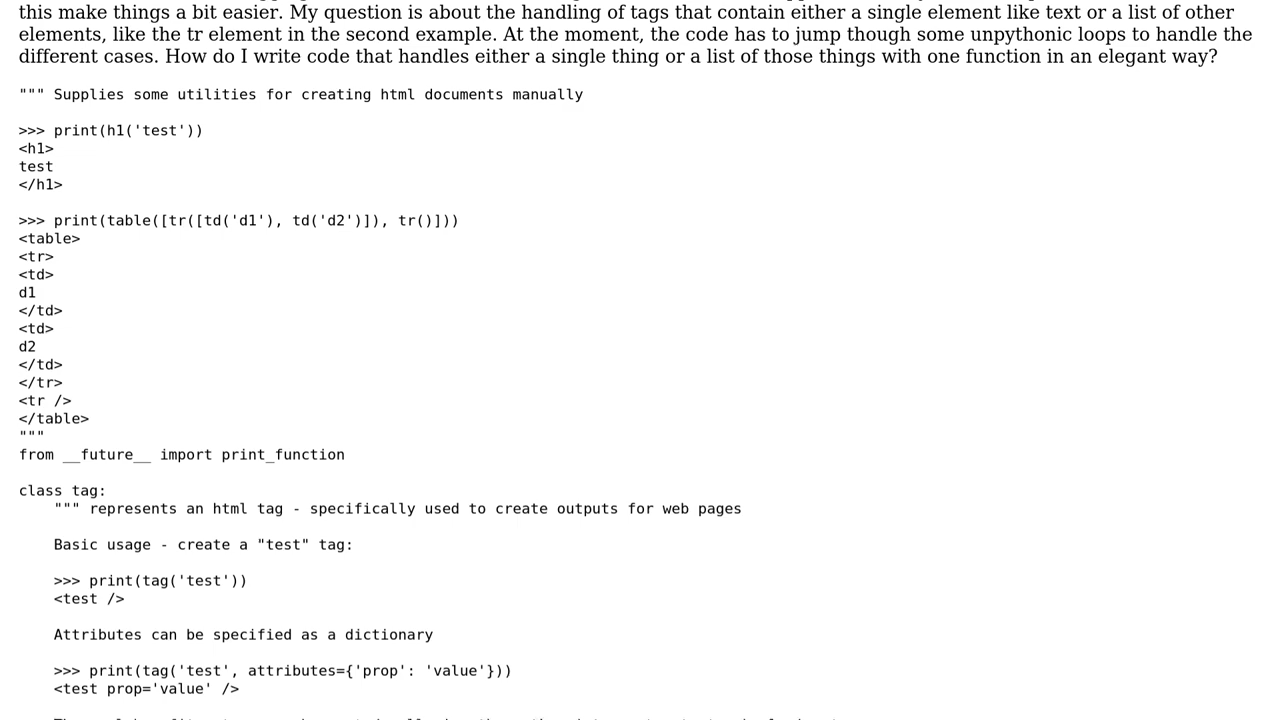 this make things a bit easier. My question is about the handling of tags that contain either a single element like text or a list of other
elements, like the tr element in the second example. At the moment, the code has to jump though some unpythonic loops to handle the
different cases. How do I write code that handles either a single thing or a list of those things with one function in an elegant way?
""" Supplies some utilities for creating html documents manually
>>> print(h1('test'))
<h1>
test
</h1>
>>> print(table([tr([td('d1'), td('d2')]), tr()]))
<table>
<tr>
<td>
d1
</td>
<td>
d2
</td>
</tr>
<tr />
</table>
"""
from __future__ import print_function
class tag:
""" represents an html tag - specifically used to create outputs for web pages
Basic usage - create a "test" tag:
>>> print(tag('test'))
<test />
Attributes can be specified as a dictionary
>>> print(tag('test', attributes={'prop': 'value'}))
<test prop='value' />